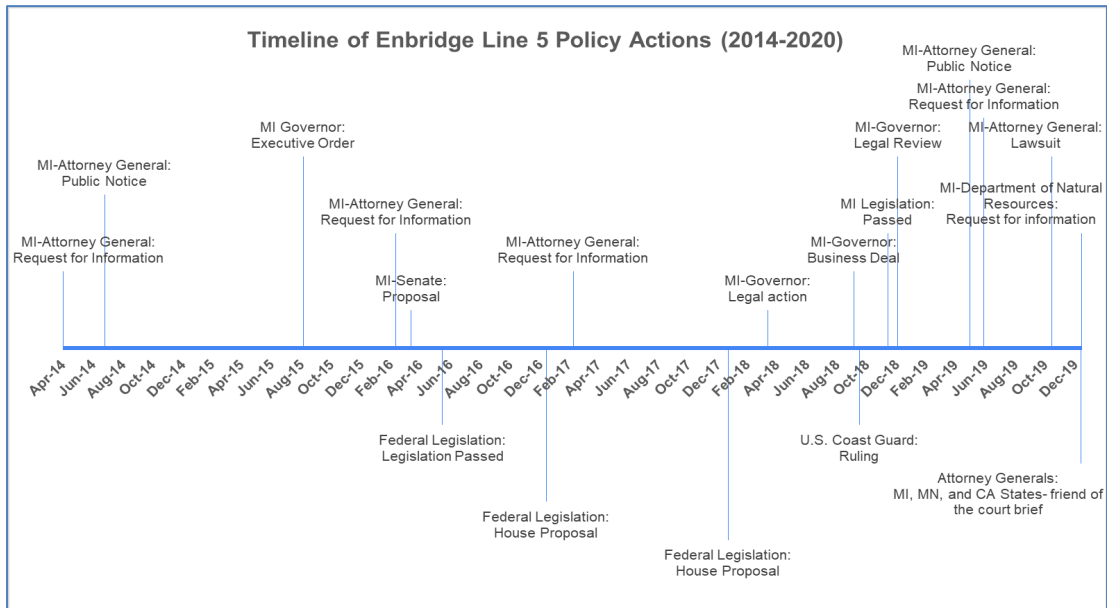 Timeline of Enbridge Line 5 Policy Actions (2014-2020)
MI-Attorney General:
Public Notice
MI-Attorney General:
Request for Information
MI Governor:
Executive Order
MI-Governor:
Legal Review
MI-Attorney General:
Lawsuit
MI-Attorney General:
Public Notice
MI-Attorney General:
Request for Information
MI Legislation:
Passed
MI-Department of Natural
Resources:
Request for information
MI-Attorney General:
Request for Information
MI-Attorney General:
Request for Information
MI-Governor:
Business Deal
MI-Senate:
Proposal
MI-Governor:
Legal action
Apr-14
Jun-14
Aug-14
Oct-14
Dec-14
Feb-15
Apr-15
Jun-15
Aug-15
Oct-15
Dec-15
Feb-16
Apr-16
Jun-16
Aug-16
Oct-16
Dec-16
Feb-17
Apr-17
Jun-17
Aug-17
Oct-17
Dec-17
Feb-18
Apr-18
Jun-18
Aug-18
Oct-18
Dec-18
Feb-19
Apr-19
Jun-19
Aug-19
Oct-19
Dec-19
Federal Legislation:
Legislation Passed
U.S. Coast Guard:
Ruling
Attorney Generals:
MI, MN, and CA States- friend of
the court brief
Federal Legislation:
House Proposal
Federal Legislation:
House Proposal